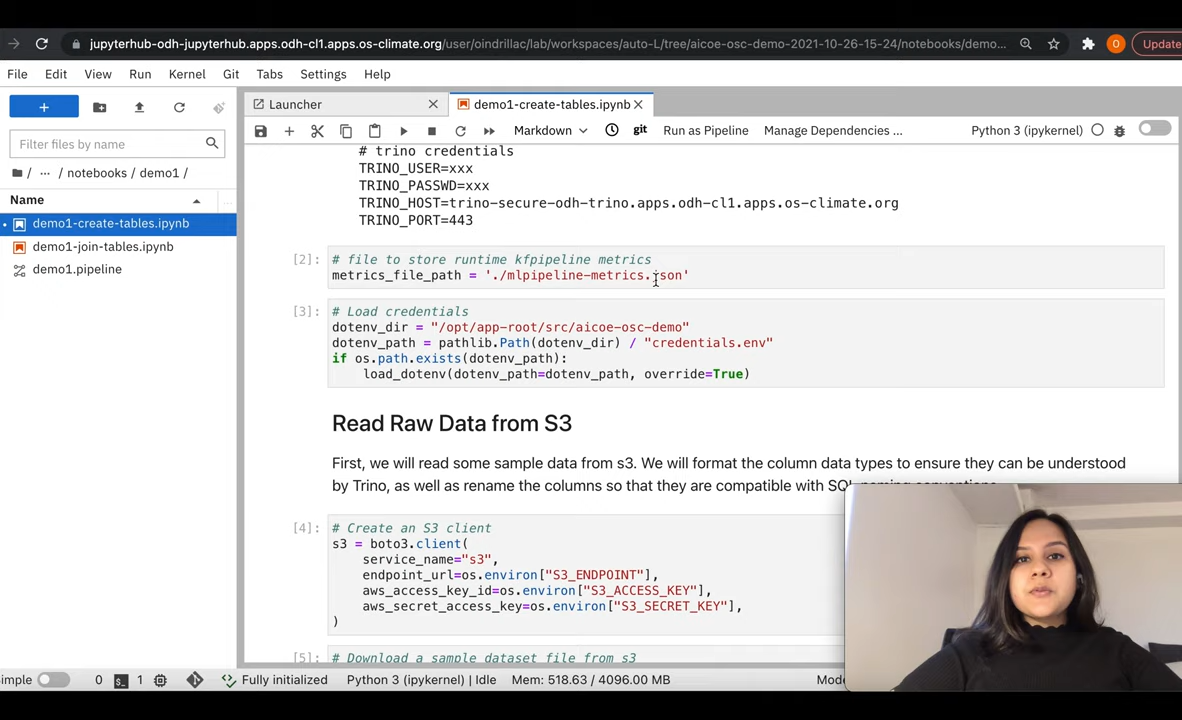 jupyterhub-odh-jupyterhub.apps.odh-cl1.apps.os-climate.org/user/oindrillac/lab/workspaces/auto-L/tree/aicoe-osc-demo-2021-10-26-15-24/notebooks/demo...
O
Update
File Edit View Run Kernel Git Tabs Settings Help
Launcher
demo1-create-tables.ipynb
Markdown
git
Run as Pipeline
Manage Dependencies ...
Python 3 (ipykernel)
Filter files by name
/ ... /notebooks / demo1 /
Name
demo1-create-tables.ipynb
demo1-join-tables.ipynb
demo1.pipeline
# trino credentials
TRINO_USER=xxx
TRINO_PASSWD=xxx
TRINO_HOST=trino-secure-odh-trino.apps.odh-cl1.apps.os-climate.org
TRINO_PORT=443
[2]: # file to store runtime kfpipeline metrics
metrics_file_path = './mlpipeline-metrics.json'
[3]: # Load credentials
dotenv_dir = "/opt/app-root/src/aicoe-osc-demo"
dotenv_path = pathlib.Path(dotenv_dir) / "credentials.env"
if os.path.exists(dotenv_path):
load_dotenv(dotenv_path=dotenv_path, override=True)
Read Raw Data from S3
First, we will read some sample data from s3. We will format the column data types to ensure they can be understood
by Trino, as well as rename the columns so that they are compatible with SQL naming conventions.
[4]: # Create an S3 client
s3 = boto3.client(
service_name="s3",
endpoint_url=os.environ["S3_ENDPOINT"],
aws_access_key_id=os.environ["S3_ACCESS_KEY"],
aws_secret_access_key=os.environ["S3_SECRET_KEY"],
)
[5]: # Download a sample dataset file from s3
imple
0
1
Fully initialized
Python 3 (ipykernel) | Idle
Mem: 518.63 / 4096.00 MB
Mod